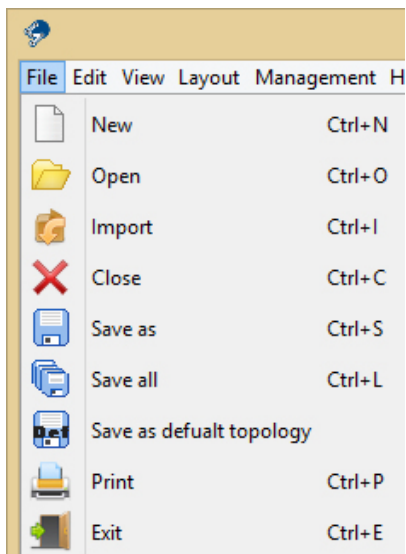 File Edit View Layout Management H
New Ctrl+N
Open Ctrl+O
Import Ctrl+I
Close Ctrl+C
Save as Ctrl+S
Save all Ctrl+L
Def
Save as defualt topology
Print Ctrl+P
Exit Ctrl+E